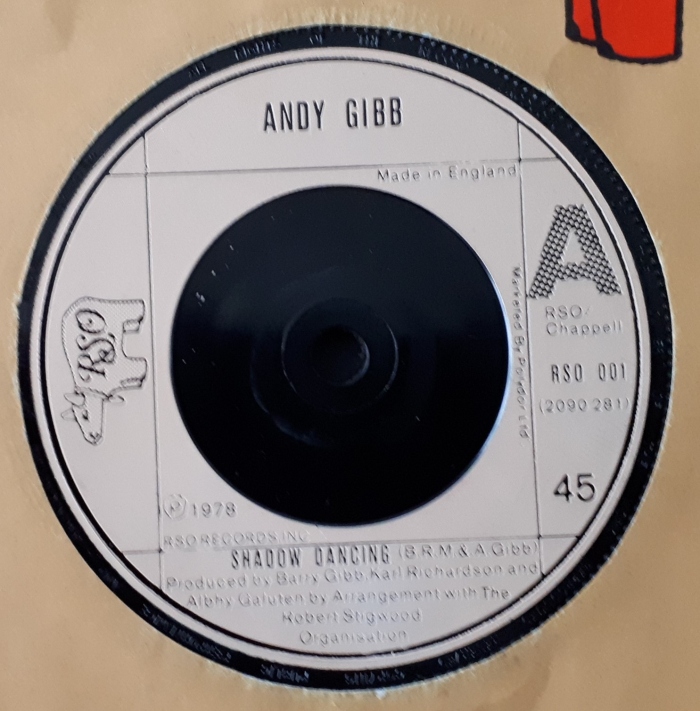 ANDY GIBB
Made in England
A
RSO/
Chappell
Marketed By Polydor Ltd
RSO 001
(2090 281)
45
RSO
Ⓟ 1978
RSO RECORDS INC
SHADOW DANCING (B.R.M. & A. Gibb)
Produced by Barry Gibb, Karl Richardson and
Albhy Galuten by Arrangement with The
Robert Stigwood
Organisation